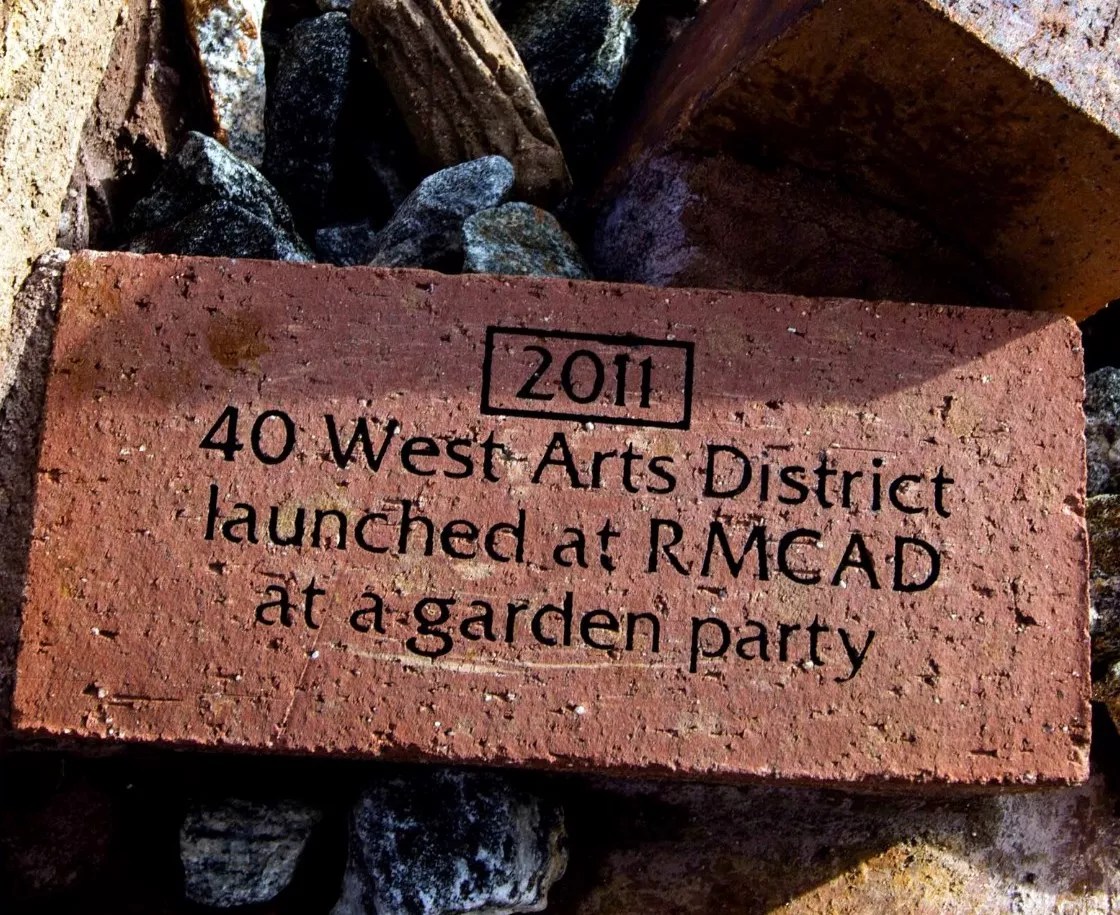 2011
40 West Arts District
launched at RMCAD
at a garden party